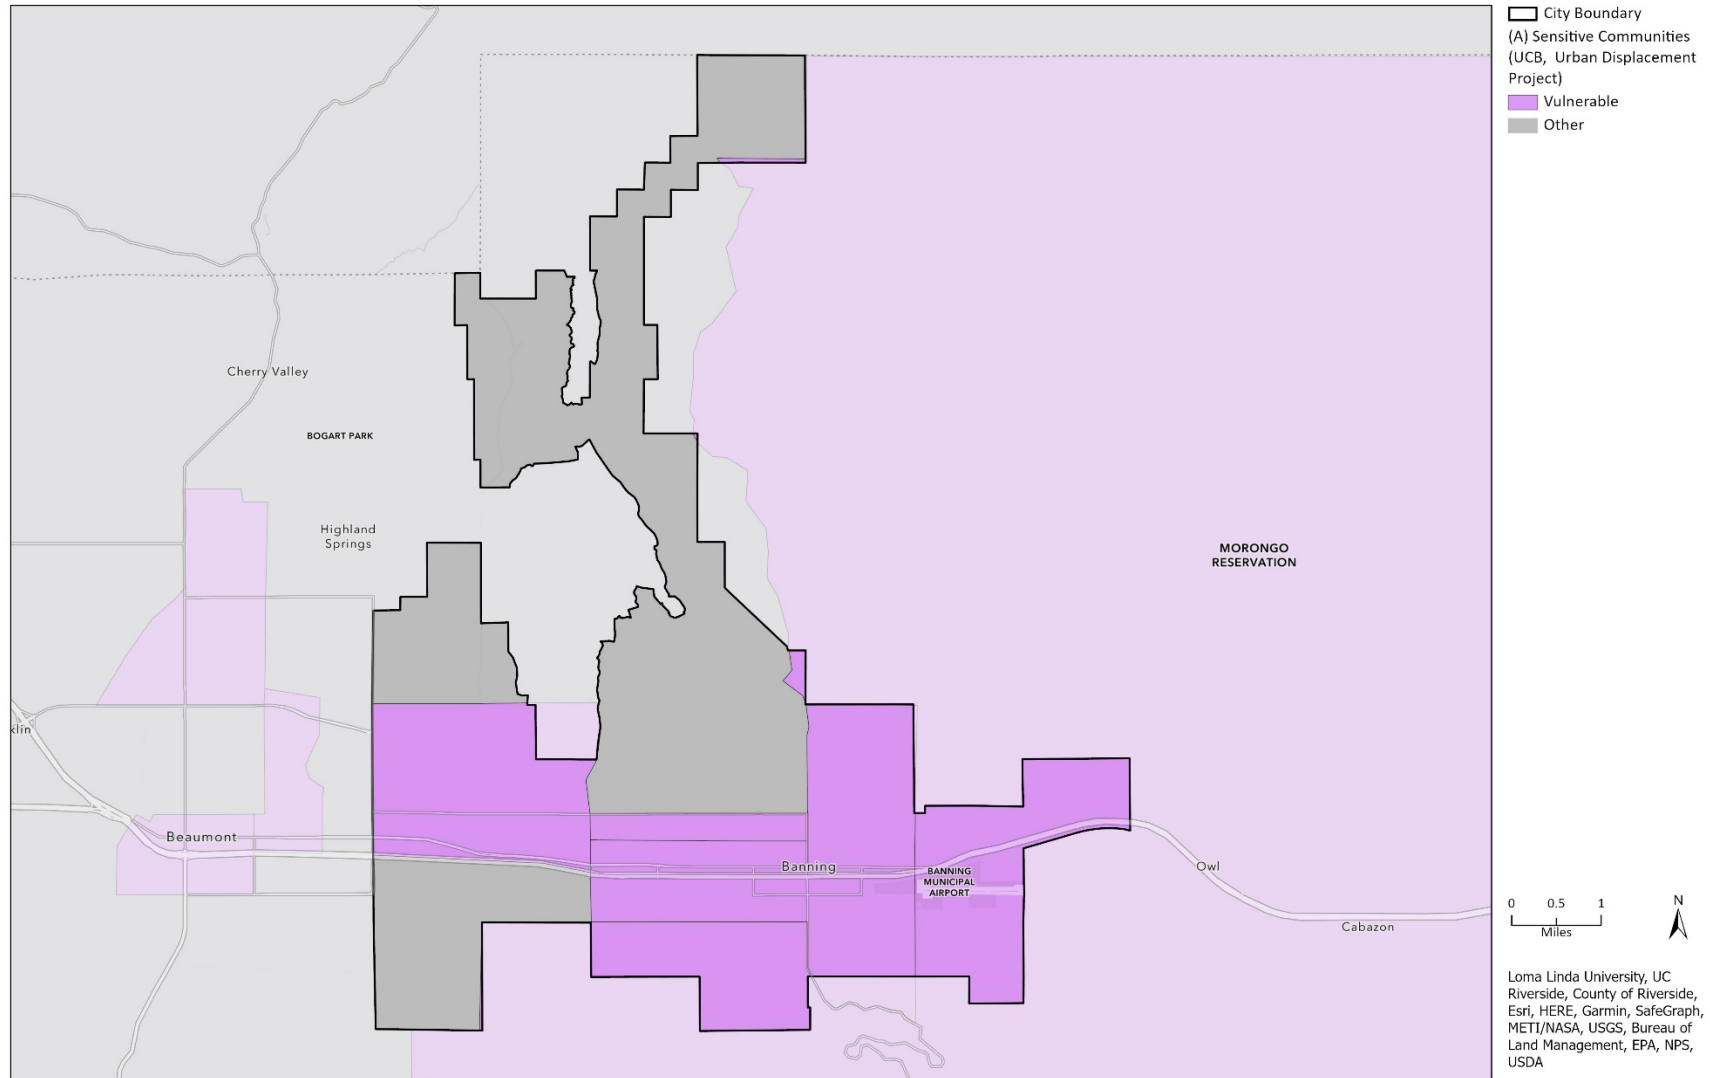 City Boundary
(A) Sensitive Communities
(UCB, Urban Displacement
Project)
Vulnerable
Other
Cherry Valley
BOGART PARK
Highland
Springs
MORONGO
RESERVATION
klin
Beaumont
Banning
BANNING
MUNICIPAL
AIRPORT
Owl
Cabazon
0 0.5 1
Miles
N
Loma Linda University, UC
Riverside, County of Riverside,
Esri, HERE, Garmin, SafeGraph,
METI/NASA, USGS, Bureau of
Land Management, EPA, NPS,
USDA